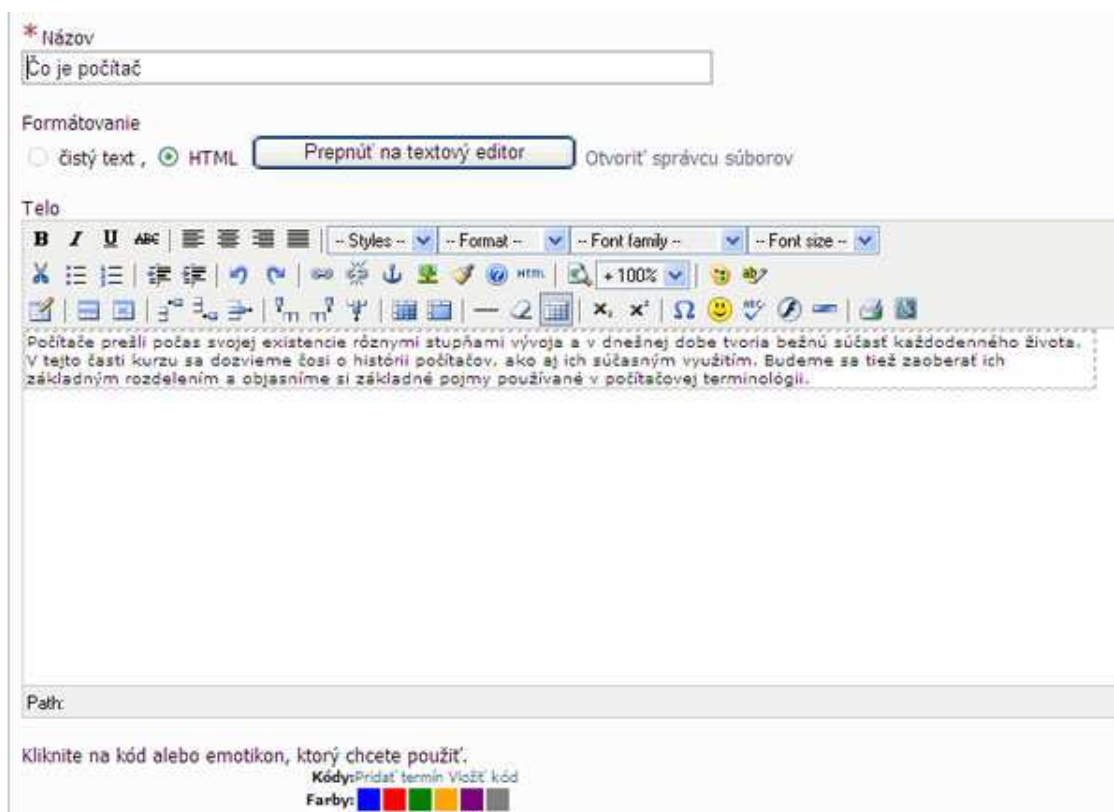 * Názov
Čo je počítač
Formátovanie
čistý text , HTML Prepnúť na textový editor Otvoriť správcu súborov
Telo
B I U ABC -- Styles -- -- Format -- -- Font family -- -- Font size --
HTML + 100%
Počítače prešli počas svojej existencie rôznymi stupňami vývoja a v dnešnej dobe tvoria bežnú súčasť každodenného života.
V tejto časti kurzu sa dozvieme čosi o histórii počítačov, ako aj ich súčasným využitím. Budeme sa tiež zaoberať ich
základným rozdelením a objasníme si základné pojmy používané v počítačovej terminológii.
Path:
Kliknite na kód alebo emotikon, ktorý chcete použiť.
Kódy:Pridať termín Vložiť kód
Farby: